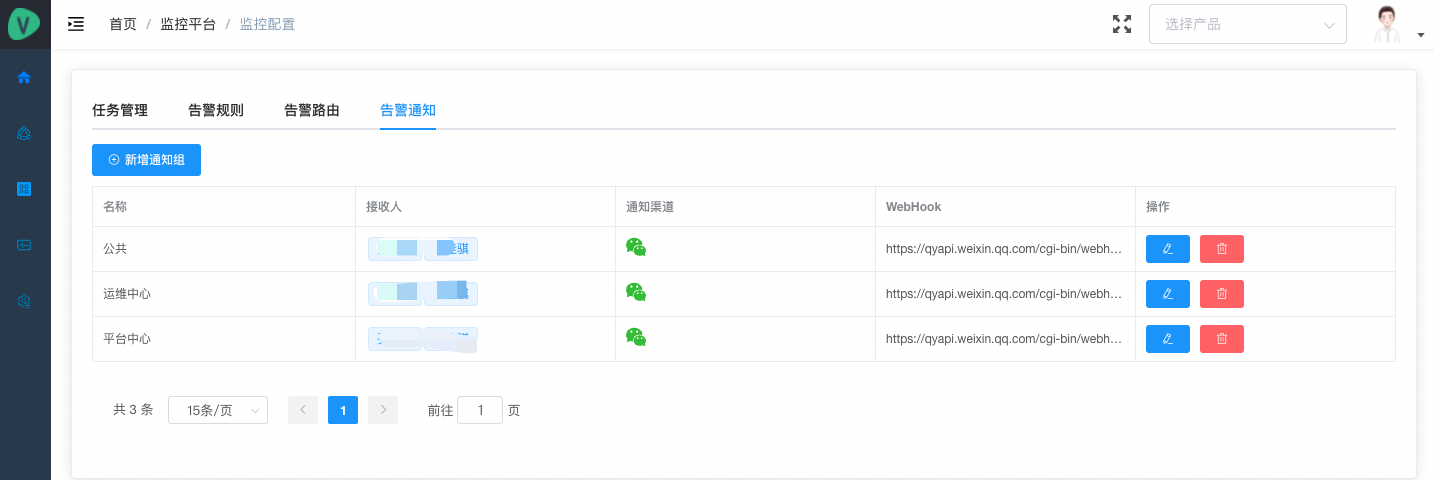 V
首页 / 监控平台 / 监控配置
选择产品
任务管理 告警规则 告警路由 告警通知
新增通知组
名称 接收人 通知渠道 WebHook 操作
公共 骐 https://qyapi.weixin.qq.com/cgi-bin/webh...
运维中心 https://qyapi.weixin.qq.com/cgi-bin/webh...
平台中心 https://qyapi.weixin.qq.com/cgi-bin/webh...
共 3 条 15条/页 1 前往 1 页